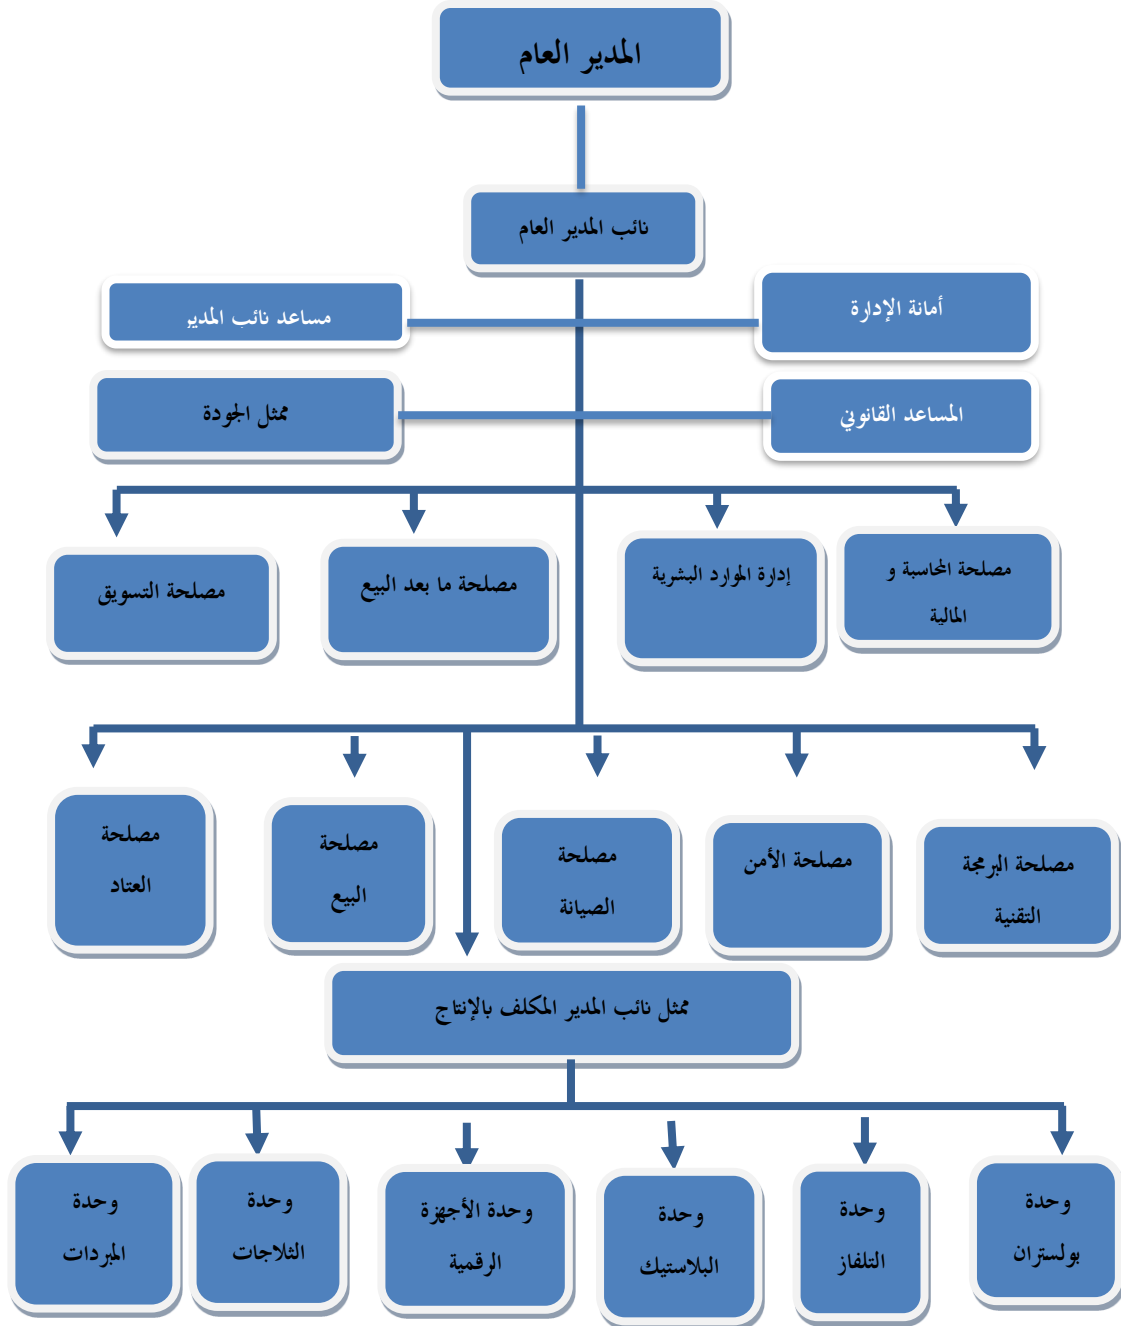 المدير العام
نائب المدير العام
أمانة الإدارة
مساعد نائب المدير
المساعد القانوني
ممثل الجودة
مصلحة المحاسبة و
المالية
إدارة الموارد البشرية
مصلحة ما بعد البيع
مصلحة التسويق
مصلحة البرمجة
التقنية
مصلحة الأمن
مصلحة
الصيانة
مصلحة
البيع
مصلحة
العتاد
ممثل نائب المدير المكلف بالإنتاج
وحدة
بولستران
وحدة
التلفاز
وحدة
البلاستيك
وحدة الأجهزة
الرقمية
وحدة
الثلاجات
وحدة
المبردات